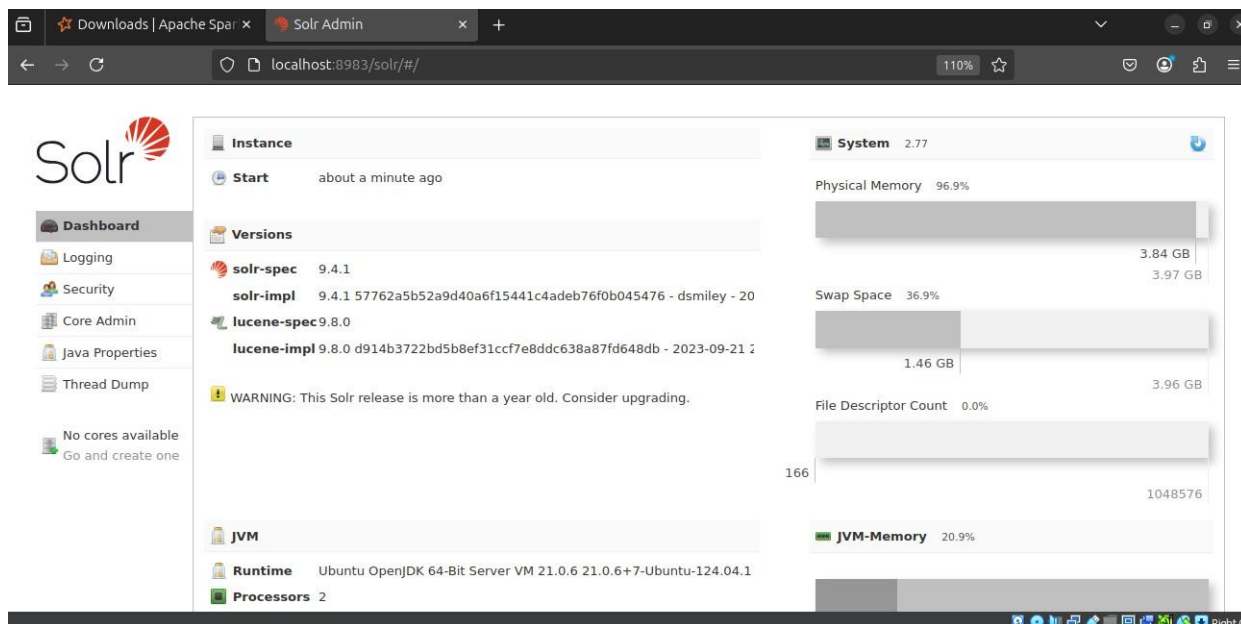 Downloads | Apache Spar
Solr Admin
localhost:8983/solr/#/
110%
Solr
Dashboard
Logging
Security
Core Admin
Java Properties
Thread Dump
No cores available
Go and create one
Instance
Start about a minute ago
Versions
solr-spec 9.4.1
solr-impl 9.4.1 57762a5b52a9d40a6f15441c4adeb76f0b045476 - dsmiley - 20
lucene-spec 9.8.0
lucene-impl 9.8.0 d914b3722bd5b8ef31ccf7e8ddc638a87fd648db - 2023-09-21 2
WARNING: This Solr release is more than a year old. Consider upgrading.
JVM
Runtime Ubuntu OpenJDK 64-Bit Server VM 21.0.6 21.0.6+7-Ubuntu-124.04.1
Processors 2
System 2.77
Physical Memory 96.9%
3.84 GB
3.97 GB
Swap Space 36.9%
1.46 GB
3.96 GB
File Descriptor Count 0.0%
166
1048576
JVM-Memory 20.9%
Right